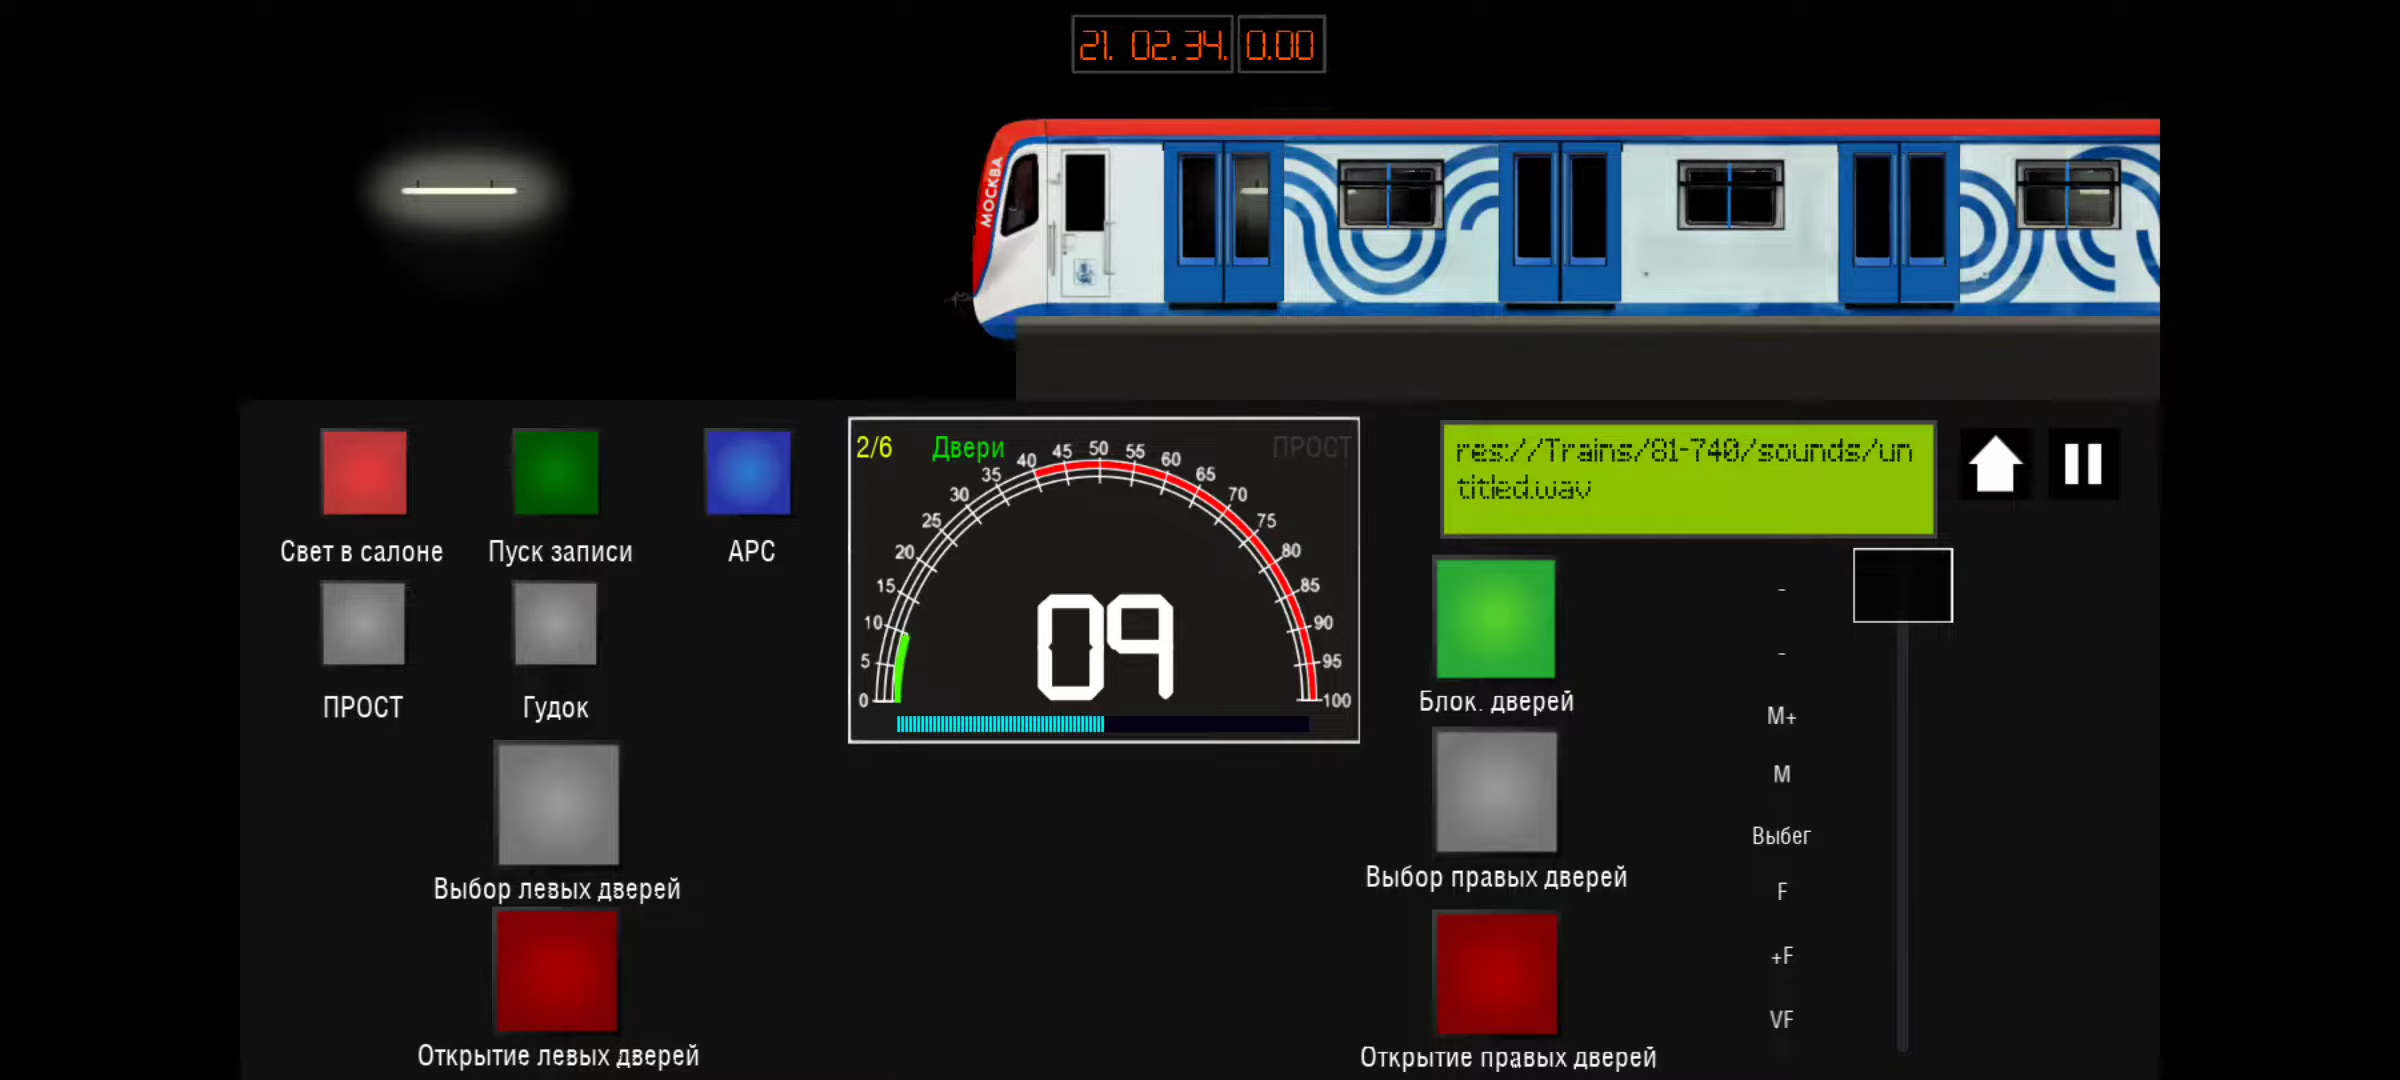 21. 02.34. 0.00
МОСКВА
2/6 Двери ПРОСТ
0 5 10 15 20 25 30 35 40 45 50 55 60 65 70 75 80 85 90 95 100
09
res://Trains/81-740/sounds/un
titled.wav
Свет в салоне
Пуск записи
АРС
ПРОСТ
Гудок
Выбор левых дверей
Открытие левых дверей
Блок. дверей
Выбор правых дверей
Открытие правых дверей
-
-
М+
М
Выбег
F
+F
VF